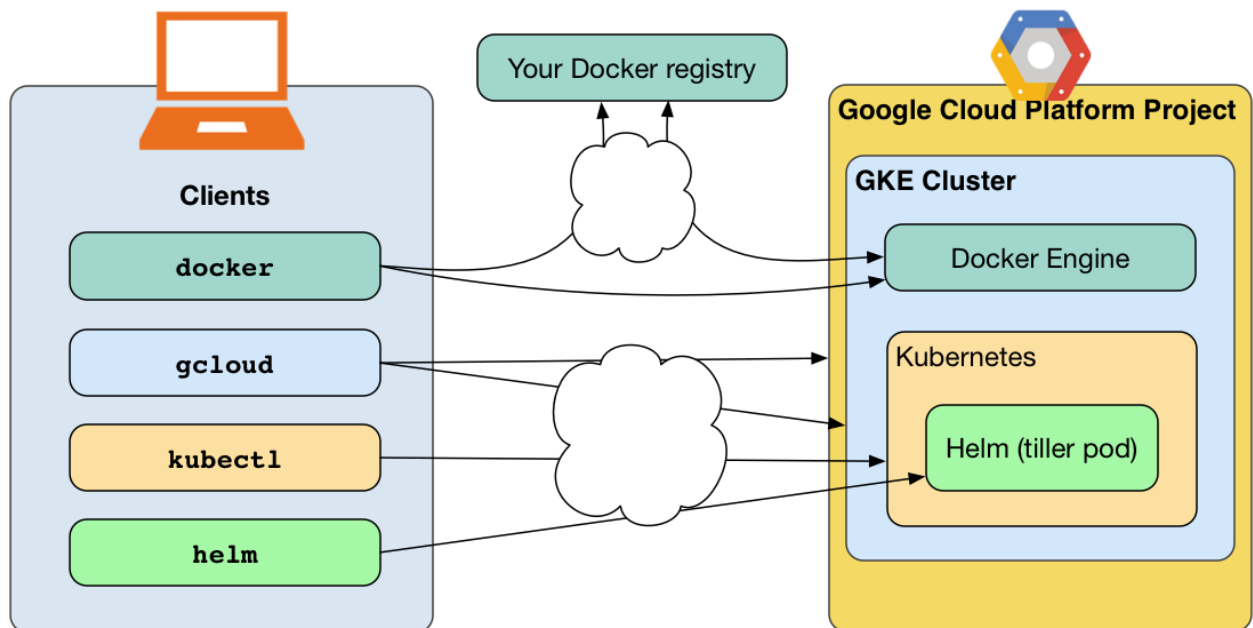 Your Docker registry
Google Cloud Platform Project
Clients
GKE Cluster
docker
Docker Engine
gcloud
Kubernetes
kubectl
Helm (tiller pod)
helm